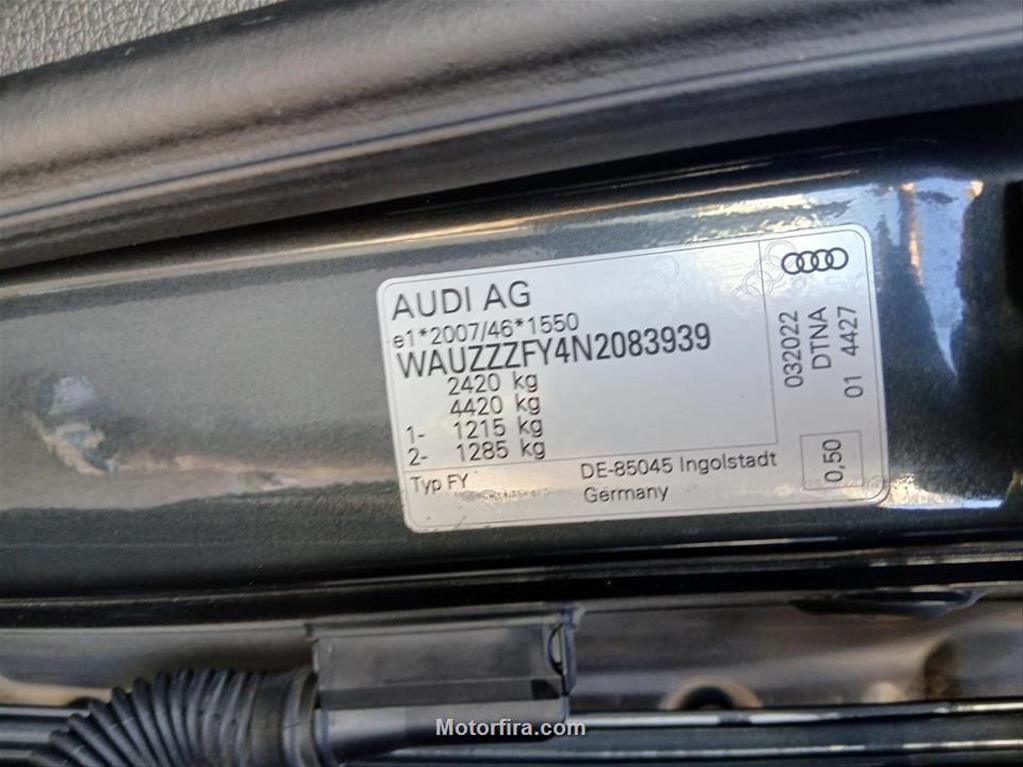 AUDI AG
e1*2007/46*1550
WAUZZZFY4N2083939
2420 kg
4420 kg
1- 1215 kg
2- 1285 kg
Typ FY
DE-85045 Ingolstadt
Germany
032022
DTNA
01 4427
0,50
Motorfira.com